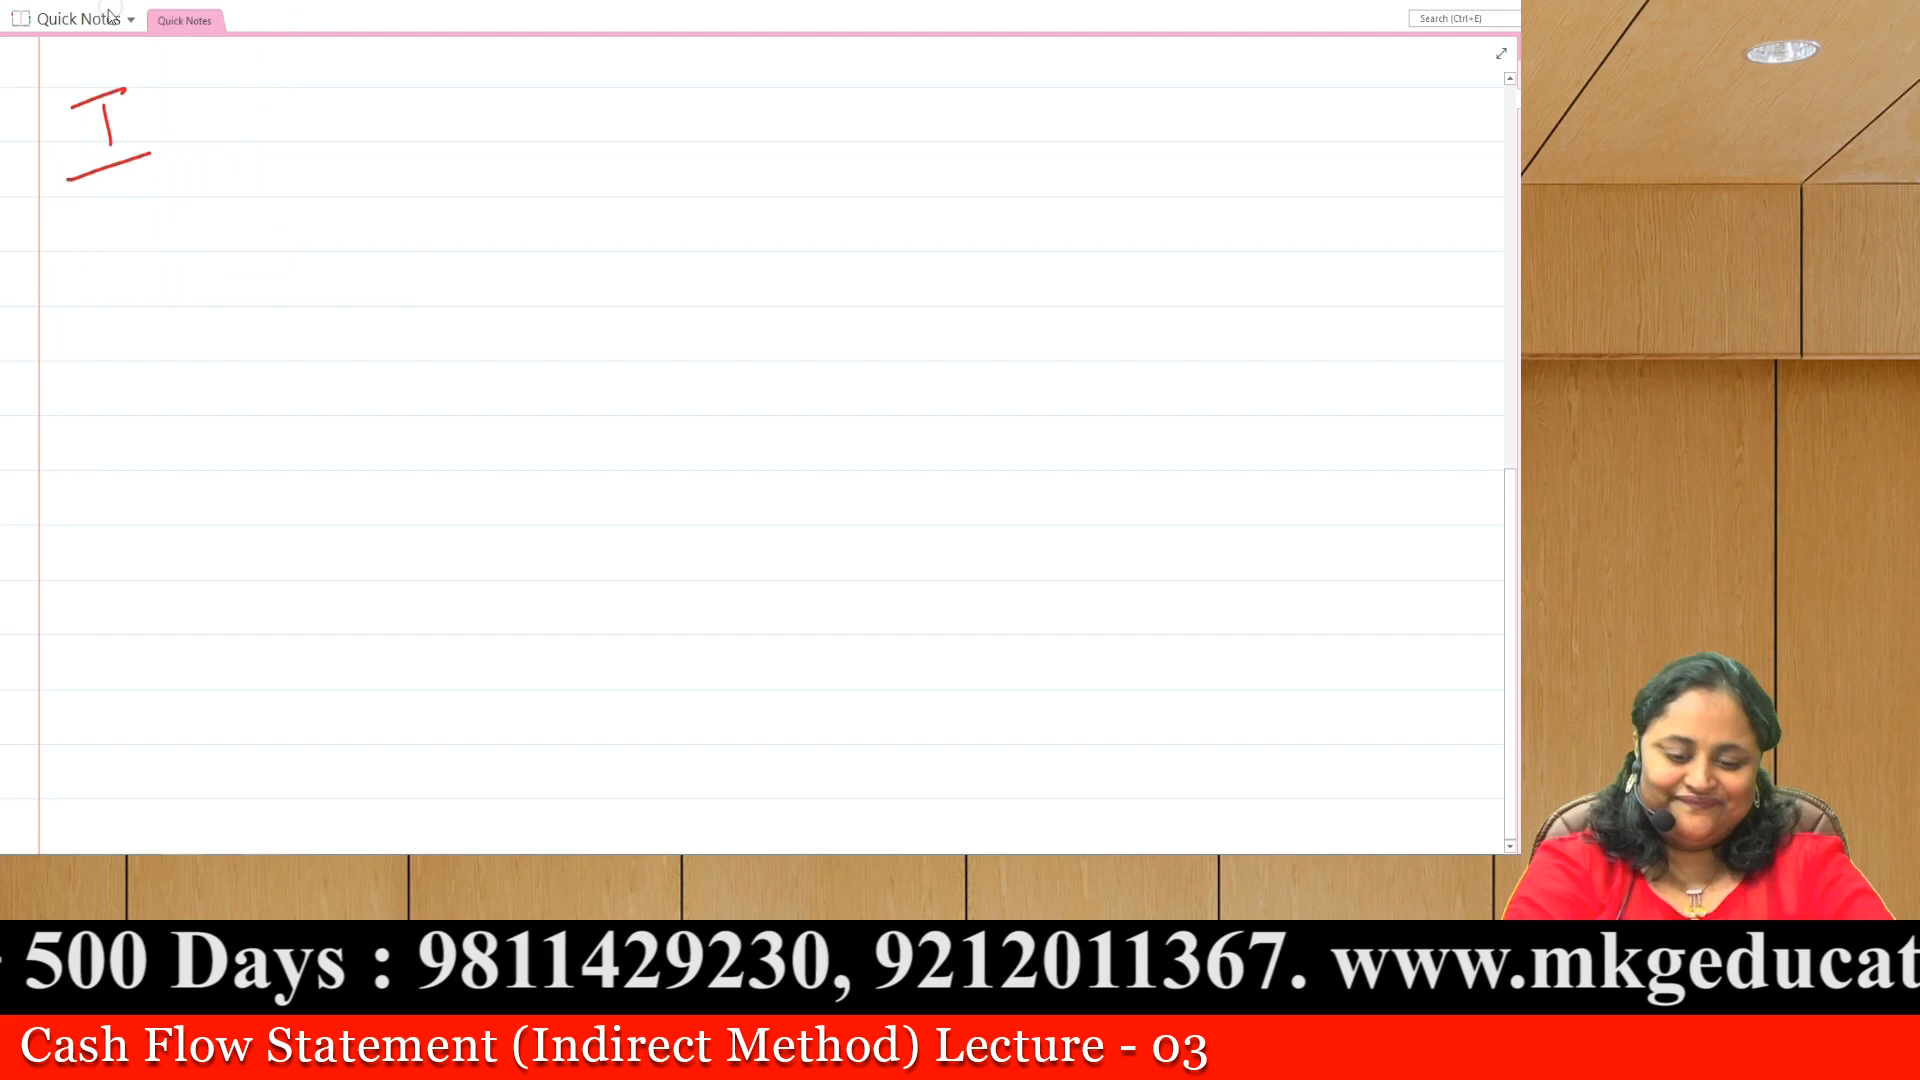 Quick Notes
Quick Notes
Search (Ctrl+E)
I
500 Days : 9811429230, 9212011367. www.mkgeducat
Cash Flow Statement (Indirect Method) Lecture - 03